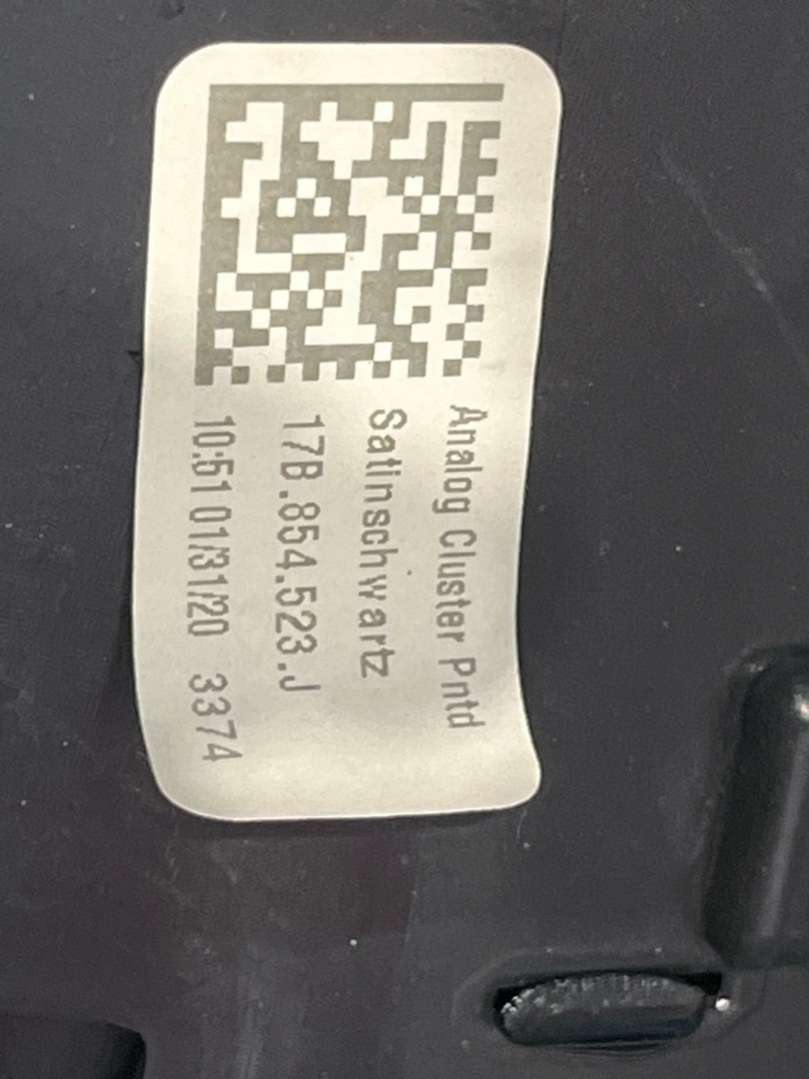 Analog Cluster Pntd
Satinschwartz
17B.854.523.J
10:51 01/31/20 3374